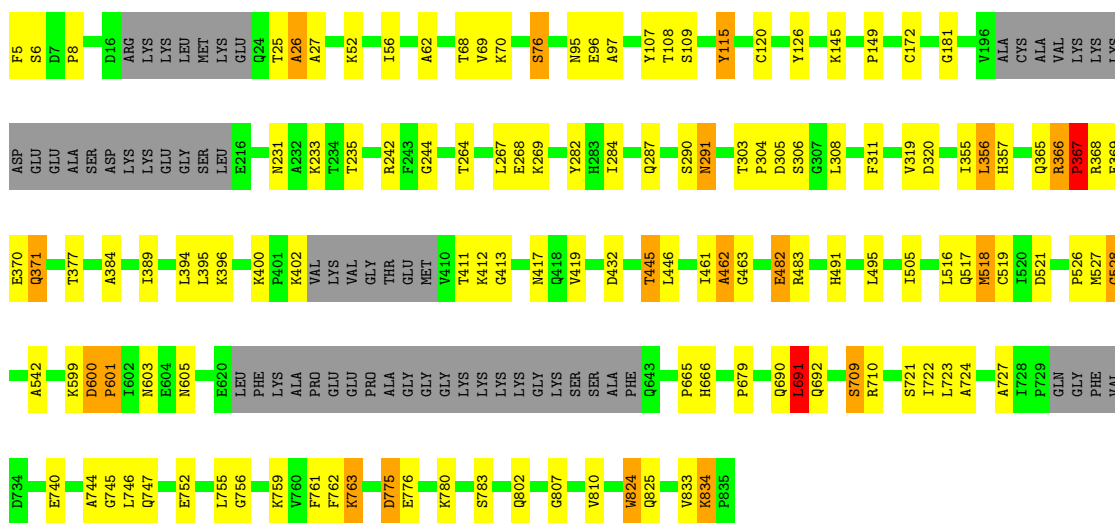 F5 S6 D7 P8 D16 ARG LYS LYS LEU MET LYS GLU Q24 T25 A26 A27 K52 I56 A62 T68 V69 K70 S76 N95 E96 A97 Y107 T108 S109 Y115 C120 Y126 K145 P149 C172 G181 V196 ALA CYS ALA VAL LYS LYS LYS
ASP GLU GLU ALA SER ASP LYS LYS GLU GLY SER LEU E216 N231 A232 K233 T234 T235 R242 F243 G244 T264 L267 E268 K269 Y282 H283 I284 Q287 S290 N291 T303 P304 D305 S306 G307 L308 F311 V319 D320 I355 L356 H357 Q365 R366 P367 R368 E369
E370 Q371 T377 A384 I389 L394 L395 K396 K400 P401 K402 VAL LYS VAL GLY THR GLU MET V410 T411 K412 G413 N417 Q418 V419 D432 T445 L446 I461 A462 G463 E482 R483 H491 L495 I505 L516 Q517 M518 C519 I520 D521 P526 M527 G528
A542 K599 D600 P601 I602 N603 E604 N605 E620 LEU PHE LYS ALA PRO GLU GLU PRO ALA GLY GLY GLY LYS LYS LYS LYS GLY LYS SER SER ALA PHE Q643 P665 H666 P679 Q690 L691 Q692 S709 R710 S721 I722 L723 A724 A727 I728 P729 GLN GLY PHE VAL
D734 E740 A744 G745 L746 Q747 E752 L755 G756 K759 V760 F761 F762 K763 D775 E776 K780 S783 Q802 G807 V810 W824 Q825 V833 K834 P835